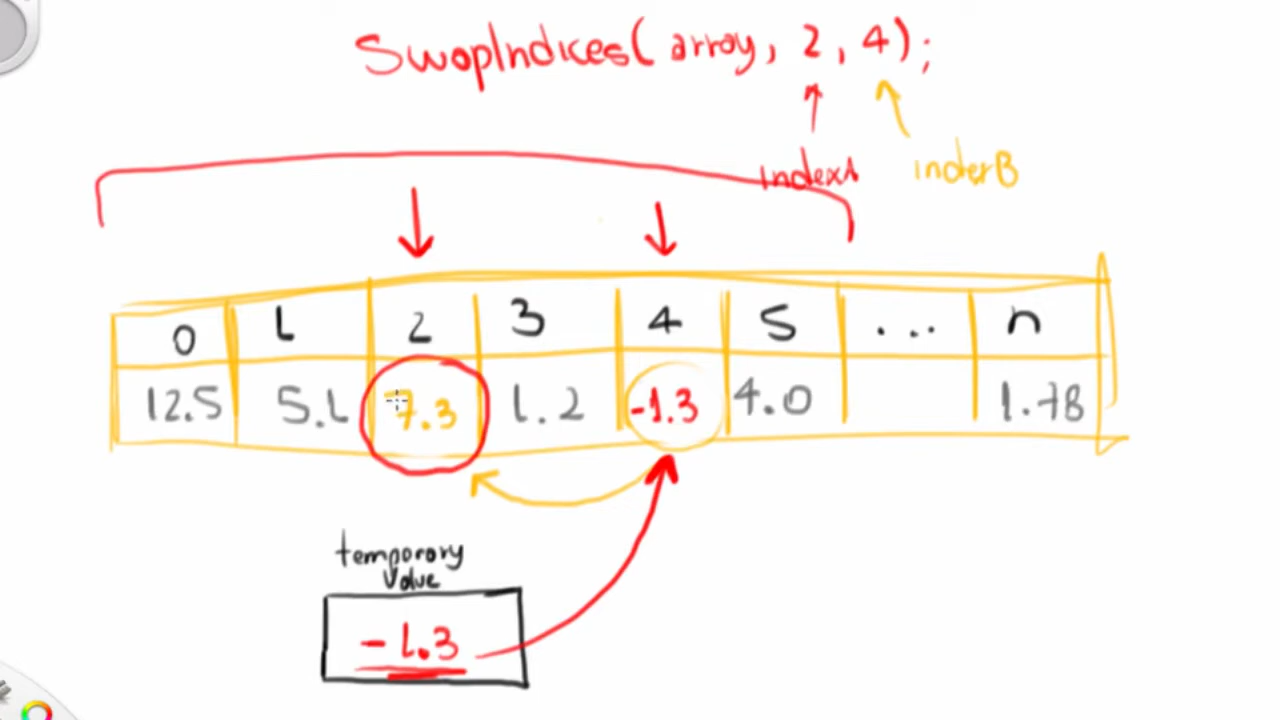 SwapIndices( array, 2, 4);
indexA
indexB
0 1 2 3 4 5 ... n
12.5 5.1 7.3 1.2 -1.3 4.0 1.78
temporary
Value
-1.3